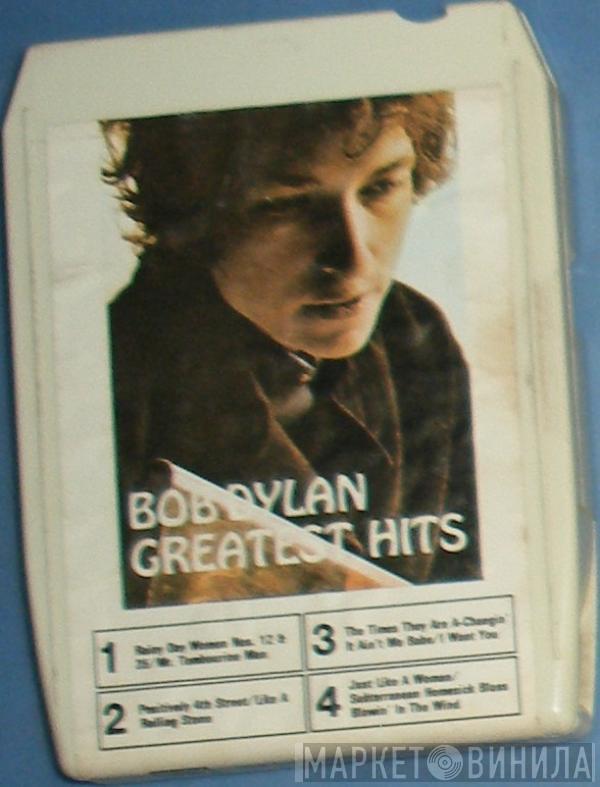 BOB DYLAN
GREATEST HITS
1
Rainy Day Women Nos. 12 &
35/Mr. Tambourine Man
2
Positively 4th Street/Like A
Rolling Stone
3
The Times They Are A-Changin'
It Ain't Me Babe/I Want You
4
Just Like A Woman/
Subterranean Homesick Blues
Blowin' In The Wind
МАРКЕТ ВИНИЛА